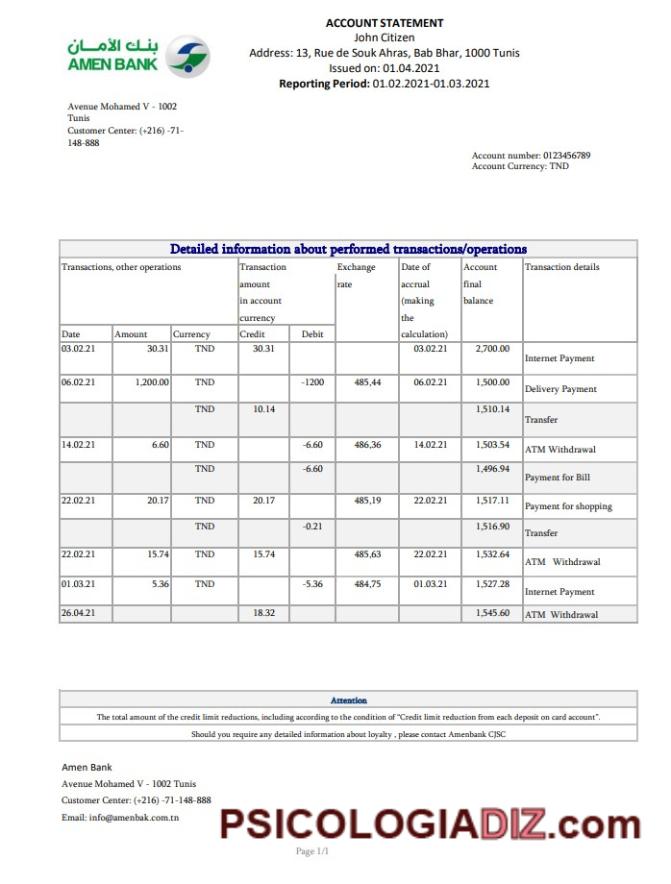 ACCOUNT STATEMENT
John Citizen
Address: 13, Rue de Souk Ahras, Bab Bhar, 1000 Tunis
Issued on: 01.04.2021
Reporting Period: 01.02.2021-01.03.2021
بنك الأمـان
AMEN BANK
Avenue Mohamed V - 1002
Tunis
Customer Center: (+216) -71-
148-888
Account number: 0123456789
Account Currency: TND
Detailed information about performed transactions/operations
Transactions, other operations Transaction amount in account currency Exchange rate Date of accrual (making the calculation) Account final balance Transaction details
Date Amount Currency Credit Debit
03.02.21 30.31 TND 30.31 03.02.21 2,700.00 Internet Payment
06.02.21 1,200.00 TND -1200 485,44 06.02.21 1,500.00 Delivery Payment
TND 10.14 1,510.14 Transfer
14.02.21 6.60 TND -6.60 486,36 14.02.21 1,503.54 ATM Withdrawal
TND -6.60 1,496.94 Payment for Bill
22.02.21 20.17 TND 20.17 485,19 22.02.21 1,517.11 Payment for shopping
TND -0.21 1,516.90 Transfer
22.02.21 15.74 TND 15.74 485,63 22.02.21 1,532.64 ATM Withdrawal
01.03.21 5.36 TND -5.36 484,75 01.03.21 1,527.28 Internet Payment
26.04.21 18.32 1,545.60 ATM Withdrawal
Attention
The total amount of the credit limit reductions, including according to the condition of “Credit limit reduction from each deposit on card account”.
Should you require any detailed information about loyalty , please contact Amenbank CJSC
Amen Bank
Avenue Mohamed V - 1002 Tunis
Customer Center: (+216) -71-148-888
Email: info@amenbak.com.tn
PSICOLOGIADIZ.com
Page 1/1